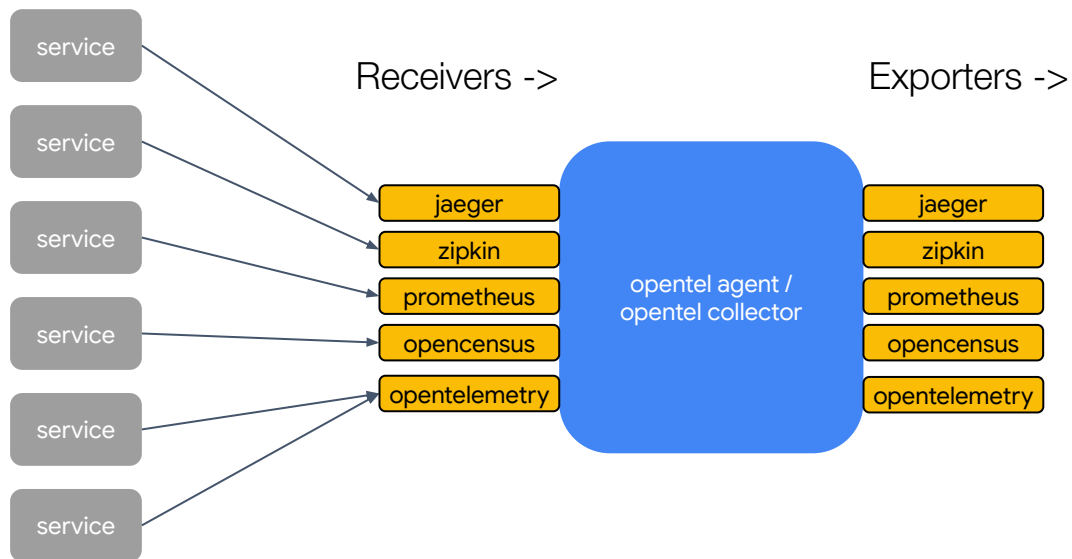 service
service
service
service
service
service
Receivers ->
jaeger
zipkin
prometheus
opencensus
opentelemetry
opentel agent /
opentel collector
Exporters ->
jaeger
zipkin
prometheus
opencensus
opentelemetry